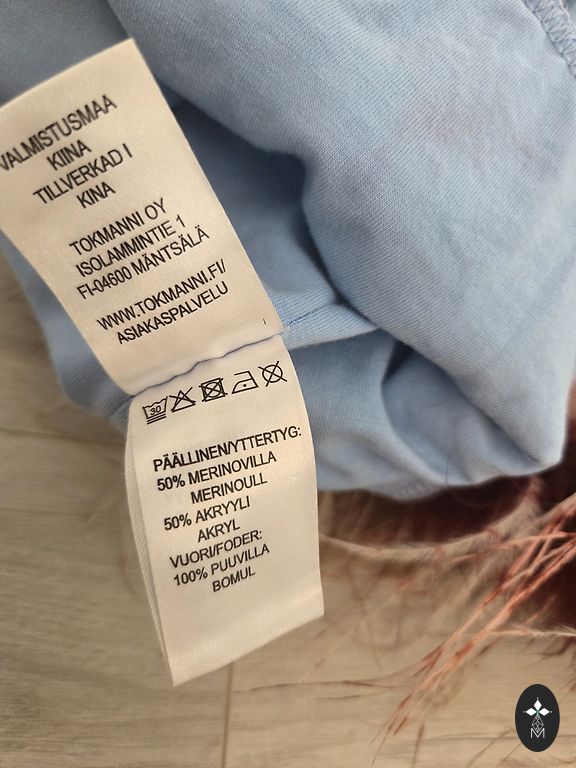 VALMISTUSMAA
KIINA
TILLVERKAD I
KINA
TOKMANNI OY
ISOLAMMINTIE 1
FI-04600 MÄNTSÄLÄ
WWW.TOKMANNI.FI/
ASIAKASPALVELU
30
PÄÄLLINEN/YTTERTYG:
50% MERINOVILLA
MERINOULL
50% AKRYYLI
AKRYL
VUORI/FODER:
100% PUUVILLA
BOMUL
M